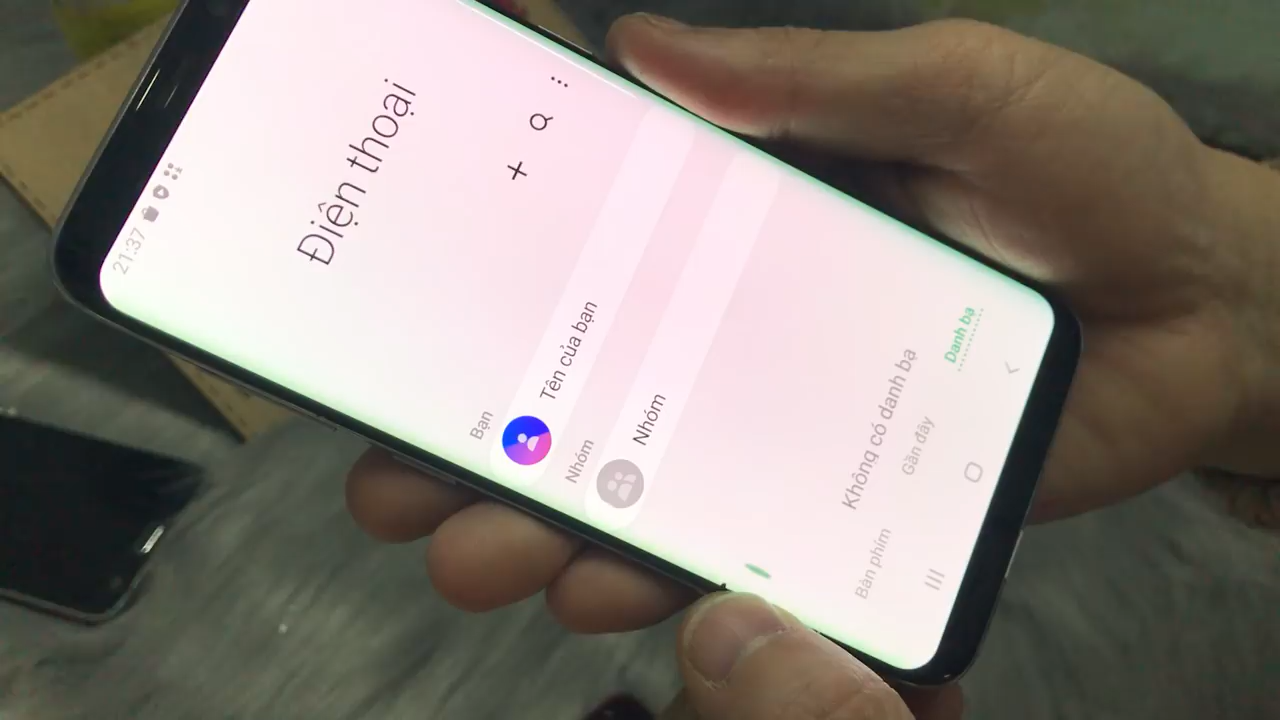 21:37
Điện thoại
Bạn
Tên của bạn
Nhóm
Nhóm
Không có danh bạ
Bàn phím
Gần đây
Danh bạ